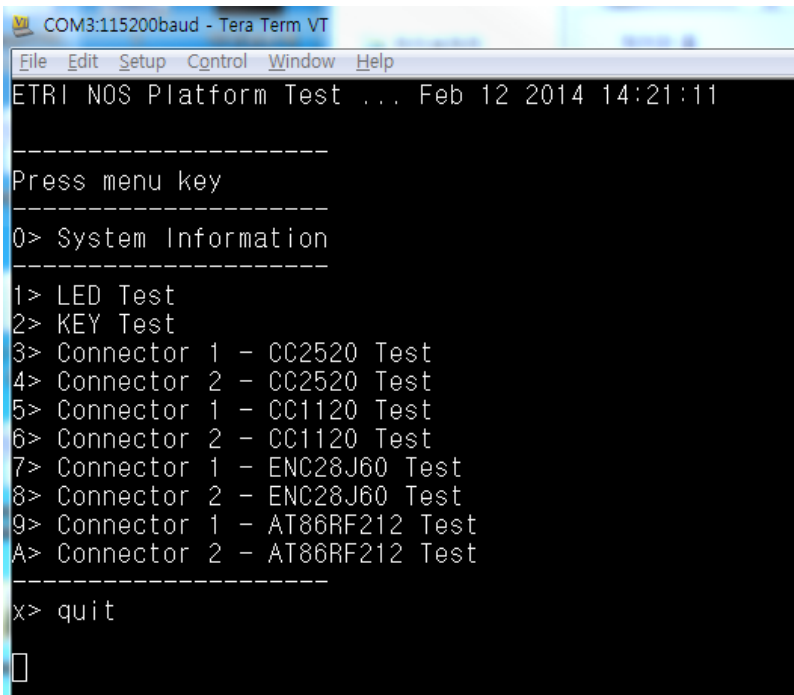 COM3:115200baud - Tera Term VT
File Edit Setup Control Window Help
ETRI NOS Platform Test ... Feb 12 2014 14:21:11
---------------------
Press menu key
---------------------
0> System Information
---------------------
1> LED Test
2> KEY Test
3> Connector 1 - CC2520 Test
4> Connector 2 - CC2520 Test
5> Connector 1 - CC1120 Test
6> Connector 2 - CC1120 Test
7> Connector 1 - ENC28J60 Test
8> Connector 2 - ENC28J60 Test
9> Connector 1 - AT86RF212 Test
A> Connector 2 - AT86RF212 Test
---------------------
x> quit